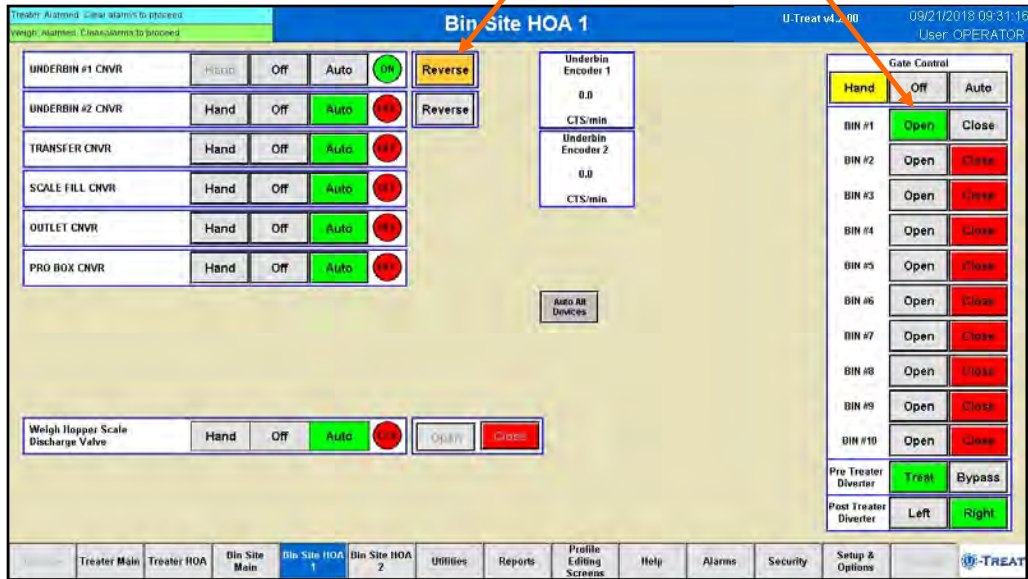 Treater Alarmed. Clear alarms to proceed
Weigh Alarmed. Clear alarms to proceed
Bin Site HOA 1
U-Treat
09/21/2018 09:31:16
User: OPERATOR
UNDERBIN #1 CNVR Hand Off Auto ON Reverse
UNDERBIN #2 CNVR Hand Off Auto OFF Reverse
TRANSFER CNVR Hand Off Auto OFF
SCALE FILL CNVR Hand Off Auto OFF
OUTLET CNVR Hand Off Auto OFF
PRO BOX CNVR Hand Off Auto OFF
Underbin
Encoder 1
0.0
CTS/min
Underbin
Encoder 2
0.0
CTS/min
Auto All
Devices
Weigh Hopper Scale
Discharge Valve
Hand Off Auto Open Close
Gate Control
Hand Off Auto
BIN #1 Open Close
BIN #2 Open Close
BIN #3 Open Close
BIN #4 Open Close
BIN #5 Open Close
BIN #6 Open Close
BIN #7 Open Close
BIN #8 Open Close
BIN #9 Open Close
BIN #10 Open Close
Pre Treater
Diverter
Treat Bypass
Post Treater
Diverter
Left Right
Treater Main
Treater HOA
Bin Site
Main
Bin Site HOA
1
Bin Site HOA
2
Utilities
Reports
Profile
Editing
Screens
Help
Alarms
Security
Setup &
Options
U-TREAT